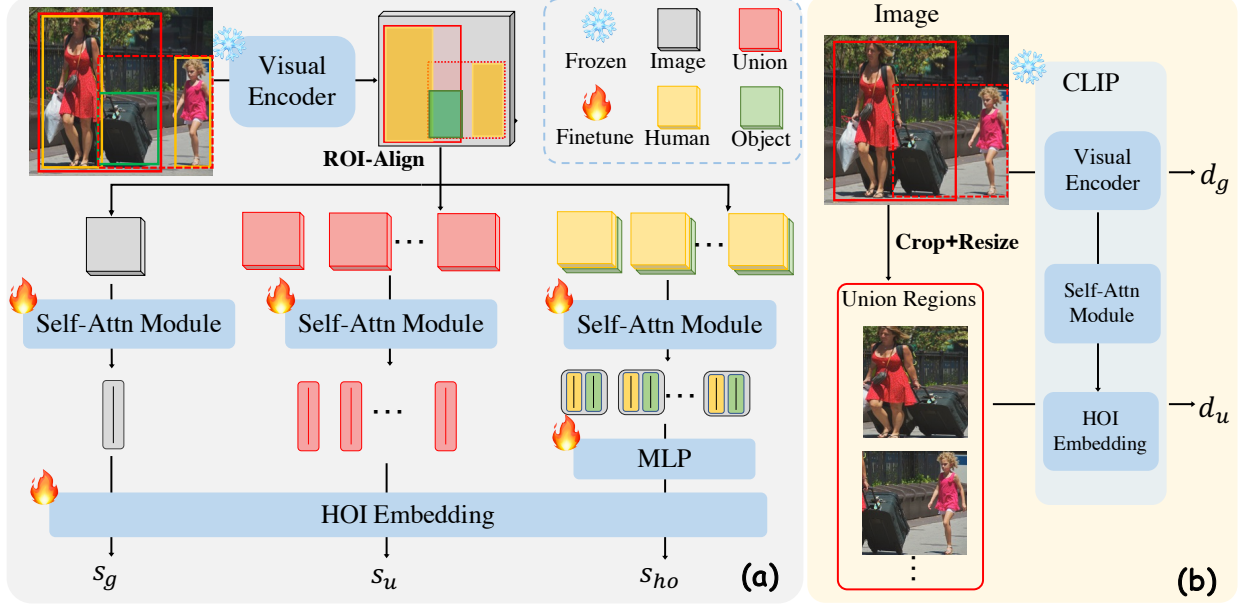 Visual
Encoder
ROI-Align
Frozen
Image
Union
Finetune
Human
Object
...
...
Self-Attn Module
Self-Attn Module
Self-Attn Module
...
...
MLP
HOI Embedding
s_g
s_u
s_ho
(a)
Image
CLIP
Visual
Encoder
d_g
Crop+Resize
Self-Attn
Module
Union Regions
HOI
Embedding
d_u
...
(b)